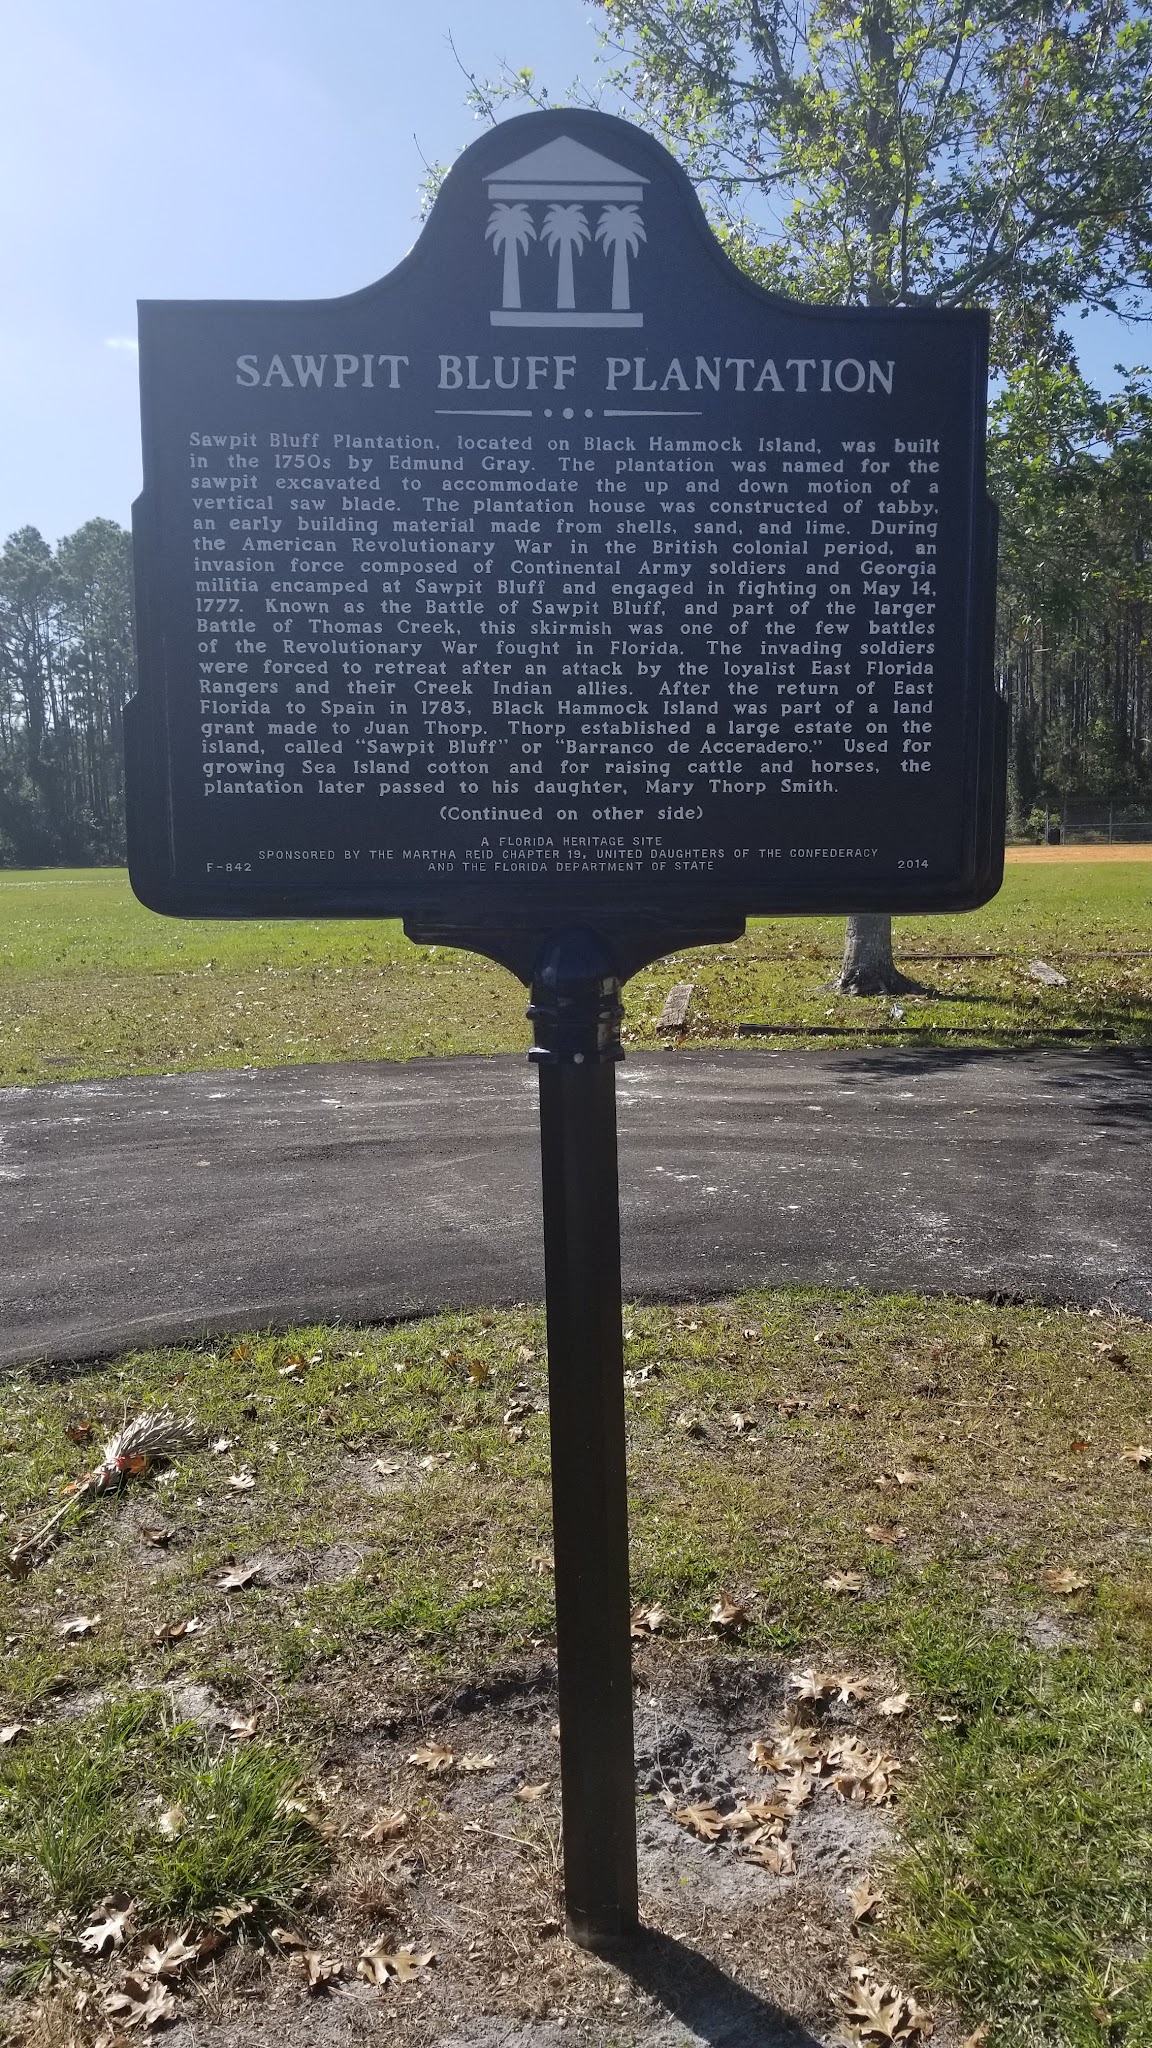 SAWPIT BLUFF PLANTATION
Sawpit Bluff Plantation, located on Black Hammock Island, was built
in the 1750s by Edmund Gray. The plantation was named for the
sawpit excavated to accommodate the up and down motion of a
vertical saw blade. The plantation house was constructed of tabby,
an early building material made from shells, sand, and lime. During
the American Revolutionary War in the British colonial period, an
invasion force composed of Continental Army soldiers and Georgia
militia encamped at Sawpit Bluff and engaged in fighting on May 14,
1777. Known as the Battle of Sawpit Bluff, and part of the larger
Battle of Thomas Creek, this skirmish was one of the few battles
of the Revolutionary War fought in Florida. The invading soldiers
were forced to retreat after an attack by the loyalist East Florida
Rangers and their Creek Indian allies. After the return of East
Florida to Spain in 1783, Black Hammock Island was part of a land
grant made to Juan Thorp. Thorp established a large estate on the
island, called “Sawpit Bluff” or “Barranco de Acceradero.” Used for
growing Sea Island cotton and for raising cattle and horses, the
plantation later passed to his daughter, Mary Thorp Smith.
(Continued on other side)
A FLORIDA HERITAGE SITE
SPONSORED BY THE MARTHA REID CHAPTER 19, UNITED DAUGHTERS OF THE CONFEDERACY
F-842 AND THE FLORIDA DEPARTMENT OF STATE 2014